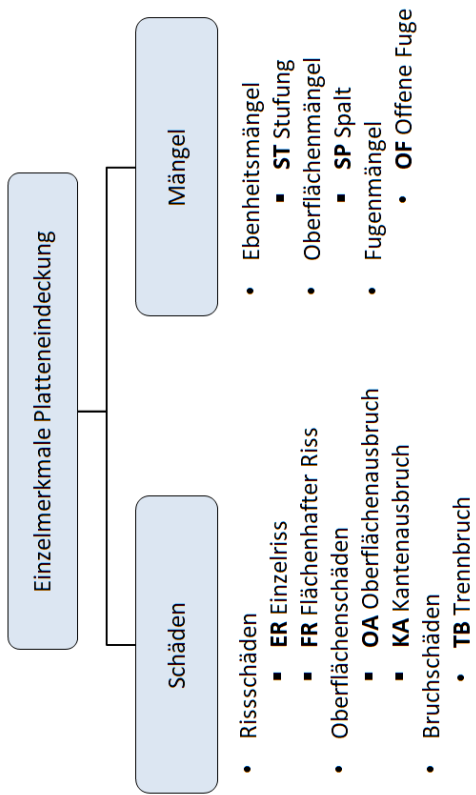 Einzelmerkmale Platteneindeckung
Schäden
• Rissschäden
▪ ER Einzelriss
▪ FR Flächenhafter Riss
• Oberflächenschäden
▪ OA Oberflächenausbruch
▪ KA Kantenausbruch
• Bruchschäden
• TB Trennbruch
Mängel
• Ebenheitsmängel
▪ ST Stufung
• Oberflächenmängel
▪ SP Spalt
• Fugenmängel
• OF Offene Fuge